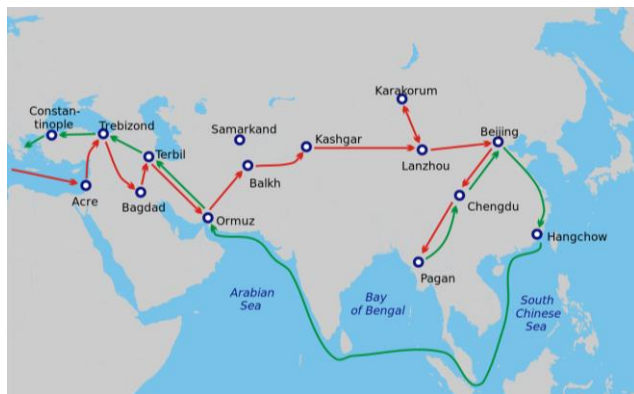 Karakorum
Constan-
tinople
Trebizond
Samarkand
Beijing
Kashgar
Terbil
Lanzhou
Balkh
Acre
Bagdad
Chengdu
Ormuz
Hangchow
Pagan
Arabian
Sea
Bay
of Bengal
South
Chinese
Sea